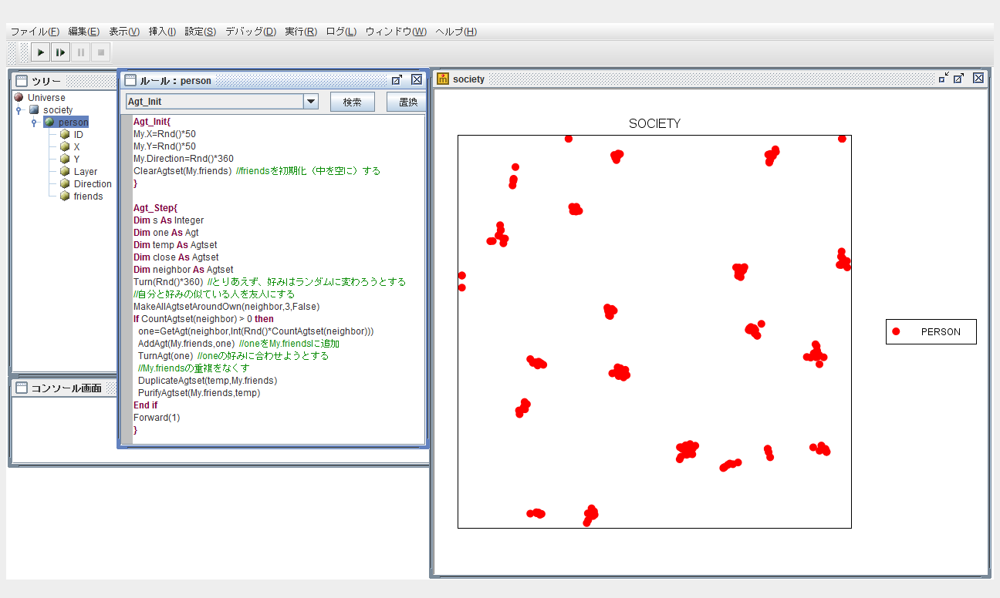 ファイル(F) 編集(E) 表示(V) 挿入(I) 設定(S) デバッグ(D) 実行(R) ログ(L) ウィンドウ(W) ヘルプ(H)
ツリー
Universe
society
person
ID
X
Y
Layer
Direction
friends
コンソール画面
ルール：person
Agt_Init
検索
置換
Agt_Init{
My.X=Rnd()*50
My.Y=Rnd()*50
My.Direction=Rnd()*360
ClearAgtset(My.friends) //friendsを初期化（中を空に）する
}
Agt_Step{
Dim s As Integer
Dim one As Agt
Dim temp As Agtset
Dim close As Agtset
Dim neighbor As Agtset
Turn(Rnd()*360) //とりあえず、好みはランダムに変わろうとする
//自分と好みの似ている人を友人にする
MakeAllAgtsetAroundOwn(neighbor,3,False)
If CountAgtset(neighbor) > 0 then
one=GetAgt(neighbor,Int(Rnd()*CountAgtset(neighbor)))
AddAgt(My.friends,one) //oneをMy.friendsに追加
TurnAgt(one) //oneの好みに合わせようとする
//My.friendsの重複をなくす
DuplicateAgtset(temp,My.friends)
PurifyAgtset(My.friends,temp)
End if
Forward(1)
}
society
SOCIETY
PERSON